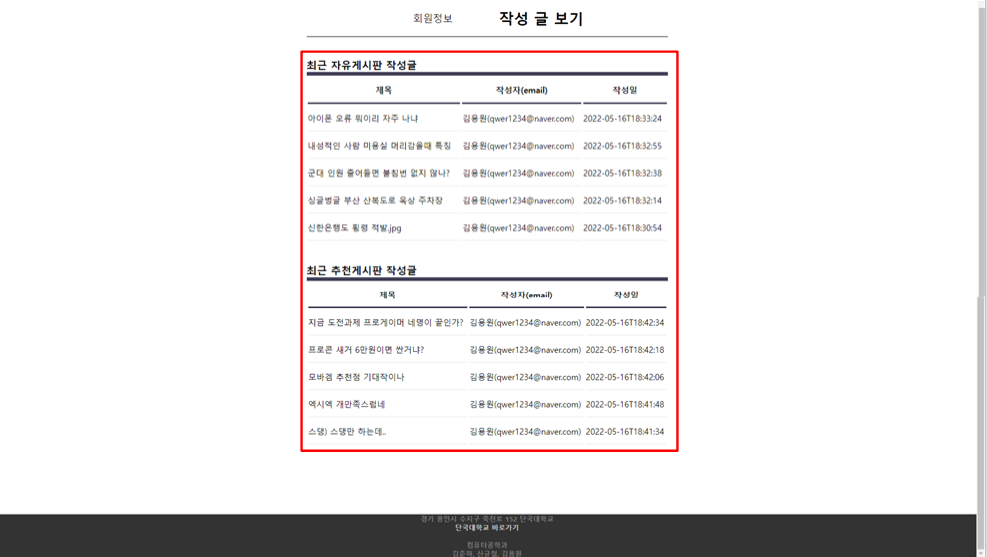 회원정보 작성 글 보기
최근 자유게시판 작성글
제목 작성자(email) 작성일
아이폰 오류 뭐이리 자주 나냐 김용원(qwer1234@naver.com) 2022-05-16T18:33:24
내성적인 사람 미용실 머리감을때 특징 김용원(qwer1234@naver.com) 2022-05-16T18:32:55
군대 인원 줄어들면 불침번 없지 않나? 김용원(qwer1234@naver.com) 2022-05-16T18:32:38
싱글벙글 부산 산복도로 옥상 주차장 김용원(qwer1234@naver.com) 2022-05-16T18:32:14
신한은행도 횡령 적발.jpg 김용원(qwer1234@naver.com) 2022-05-16T18:30:54
최근 추천게시판 작성글
제목 작성자(email) 작성일
지금 도전과제 프로게이머 네명이 끝인가? 김용원(qwer1234@naver.com) 2022-05-16T18:42:34
프로콘 새거 6만원이면 싼거냐? 김용원(qwer1234@naver.com) 2022-05-16T18:42:18
모바겜 추천점 기대작이나 김용원(qwer1234@naver.com) 2022-05-16T18:42:06
엑시엑 개만족스럽네 김용원(qwer1234@naver.com) 2022-05-16T18:41:48
스댕) 스댕만 하는데.. 김용원(qwer1234@naver.com) 2022-05-16T18:41:34
경기 용인시 수지구 죽전로 152 단국대학교
단국대학교 바로가기
컴퓨터공학과
김준하, 신규철, 김용원